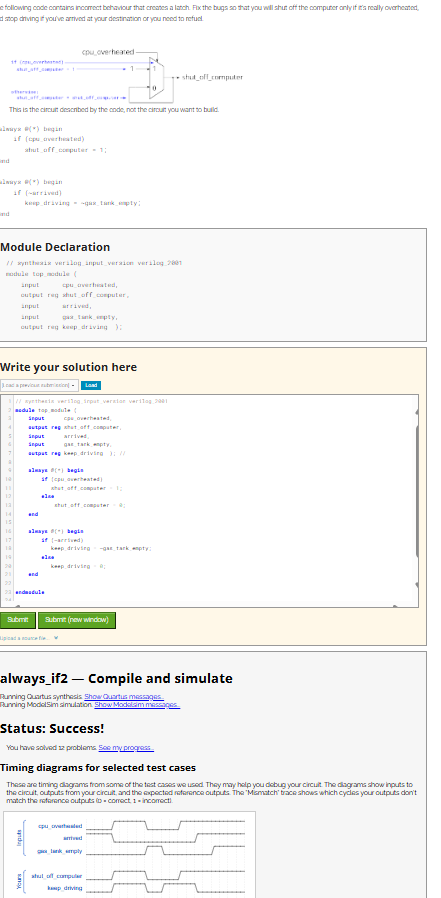 e following code contains incorrect behaviour that creates a latch. Fix the bugs so that you will shut off the computer only if it's really overheated,
d stop driving if you've arrived at your destination or you need to refuel.
cpu_overheated
if (cpu_overheated)
shut_off_computer = 1
1
1
shut_off_computer
0
otherwise:
shut_off_computer = shut_off_computer
This is the circuit described by the code, not the circuit you want to build.
always @(*) begin
if (cpu_overheated)
shut_off_computer = 1;
end
always @(*) begin
if (~arrived)
keep_driving = ~gas_tank_empty;
end
Module Declaration
// synthesis verilog_input_version verilog_2001
module top_module (
input cpu_overheated,
output reg shut_off_computer,
input arrived,
input gas_tank_empty,
output reg keep_driving );
Write your solution here
[Load a previous submission]
Load
1 // synthesis verilog_input_version verilog_2001
2 module top_module (
3 input cpu_overheated,
4 output reg shut_off_computer,
5 input arrived,
6 input gas_tank_empty,
7 output reg keep_driving ); //
8
9 always @(*) begin
10 if (cpu_overheated)
11 shut_off_computer = 1;
12 else
13 shut_off_computer = 0;
14 end
15
16 always @(*) begin
17 if (~arrived)
18 keep_driving = ~gas_tank_empty;
19 else
20 keep_driving = 0;
21 end
22
23 endmodule
24
Submit Submit (new window)
Upload a source file...
always_if2 — Compile and simulate
Running Quartus synthesis. Show Quartus messages...
Running ModelSim simulation. Show Modelsim messages...
Status: Success!
You have solved 12 problems. See my progress...
Timing diagrams for selected test cases
These are timing diagrams from some of the test cases we used. They may help you debug your circuit. The diagrams show inputs to
the circuit, outputs from your circuit, and the expected reference outputs. The "Mismatch" trace shows which cycles your outputs don't
match the reference outputs (0 = correct, 1 = incorrect).
Inputs
cpu_overheated
arrived
gas_tank_empty
Yours
shut_off_computer
keep_driving